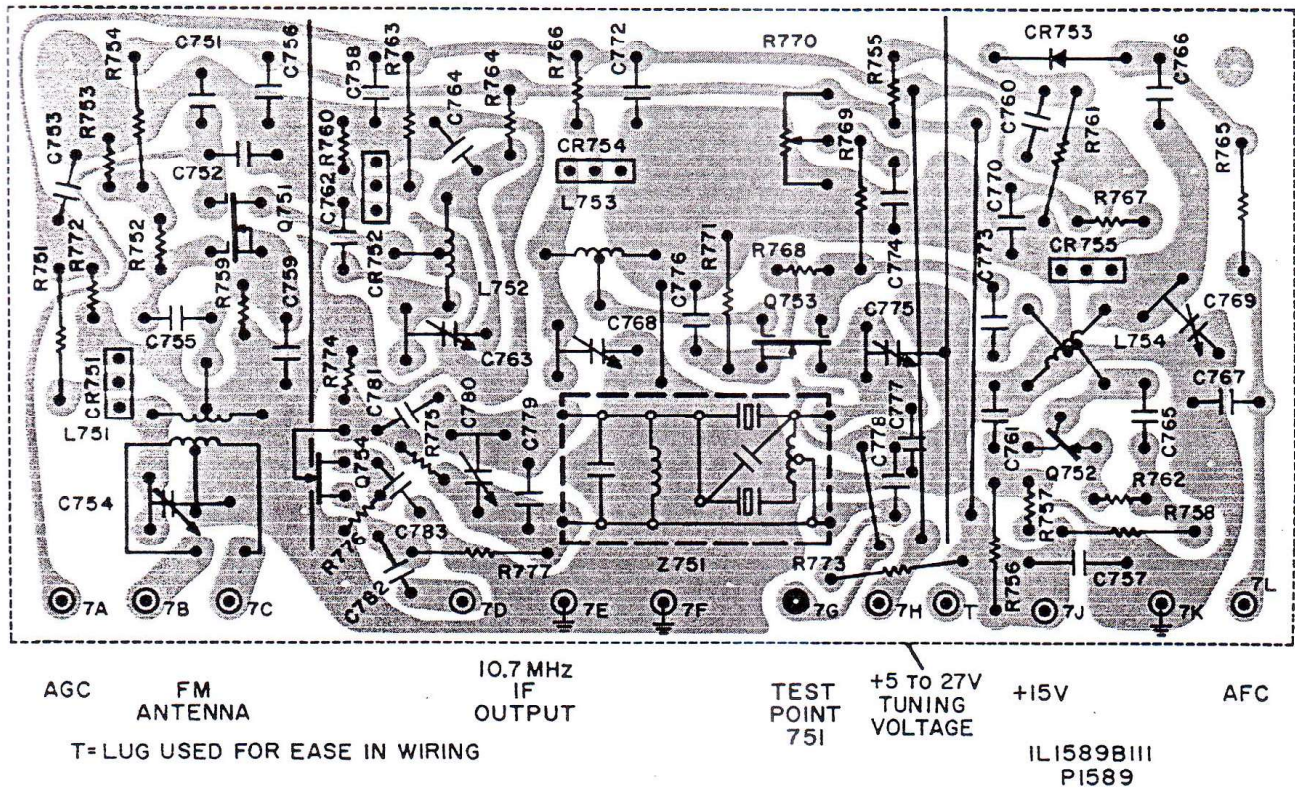 R754
C751
C756
C758
R763
R766
C772
R770
R755
CR753
C766
C764
R764
C760
R761
C753
R753
R760
R769
R765
C752
CR754
C762
Q751
L753
C770
R767
R751
R772
R752
R759
C759
CR752
L752
C776
R771
R768
C774
C773
CR755
C755
C763
C768
Q753
C775
L754
C769
CR751
R774
C781
R775
C780
C779
C777
C778
C767
L751
C761
C765
C754
Q754
Q752
R762
C783
R757
R758
R776
R777
Z751
R773
C782
R756
C757
7A
7B
7C
7D
7E
7F
7G
7H
T
7J
7K
7L
AGC
FM
ANTENNA
10.7 MHz
IF
OUTPUT
TEST
POINT
751
+5 TO 27V
TUNING
VOLTAGE
+15V
AFC
T= LUG USED FOR EASE IN WIRING
IL1589B111
P1589